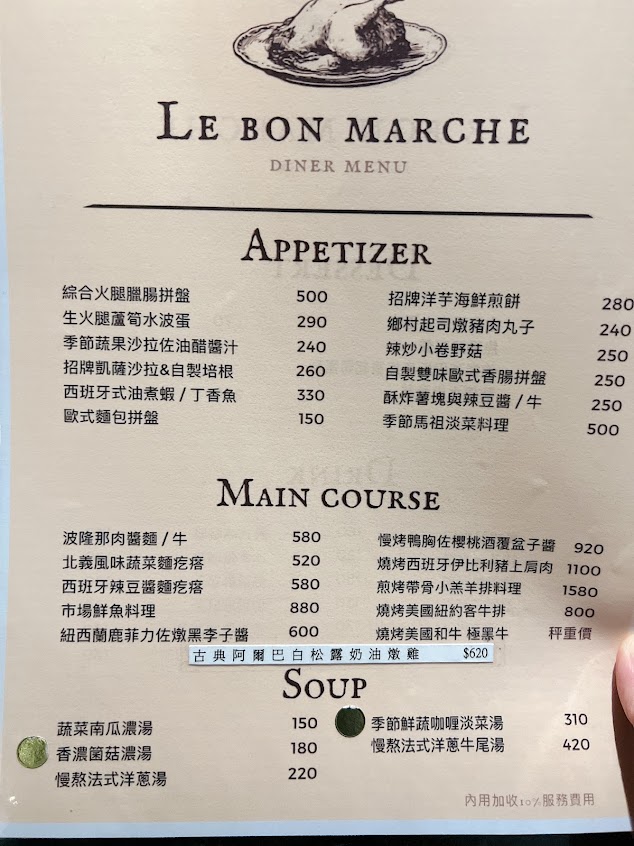 LE BON MARCHE
DINER MENU
APPETIZER
綜合火腿臘腸拼盤 500
生火腿蘆筍水波蛋 290
季節蔬果沙拉佐油醋醬汁 240
招牌凱薩沙拉&自製培根 260
西班牙式油煮蝦 / 丁香魚 330
歐式麵包拼盤 150
招牌洋芋海鮮煎餅 280
鄉村起司燉豬肉丸子 240
辣炒小卷野菇 250
自製雙味歐式香腸拼盤 250
酥炸薯塊與辣豆醬 / 牛 250
季節馬祖淡菜料理 500
MAIN COURSE
波隆那肉醬麵 / 牛 580
北義風味蔬菜麵疙瘩 520
西班牙辣豆醬麵疙瘩 580
市場鮮魚料理 880
紐西蘭鹿菲力佐燉黑李子醬 600
慢烤鴨胸佐櫻桃酒覆盆子醬 920
燒烤西班牙伊比利豬上肩肉 1100
煎烤帶骨小羔羊排料理 1580
燒烤美國紐約客牛排 800
燒烤美國和牛 極黑牛 秤重價
古典阿爾巴白松露奶油燉雞 $620
SOUP
蔬菜南瓜濃湯 150
香濃菌菇濃湯 180
慢熬法式洋蔥湯 220
季節鮮蔬咖喱淡菜湯 310
慢熬法式洋蔥牛尾湯 420
內用加收10%服務費用